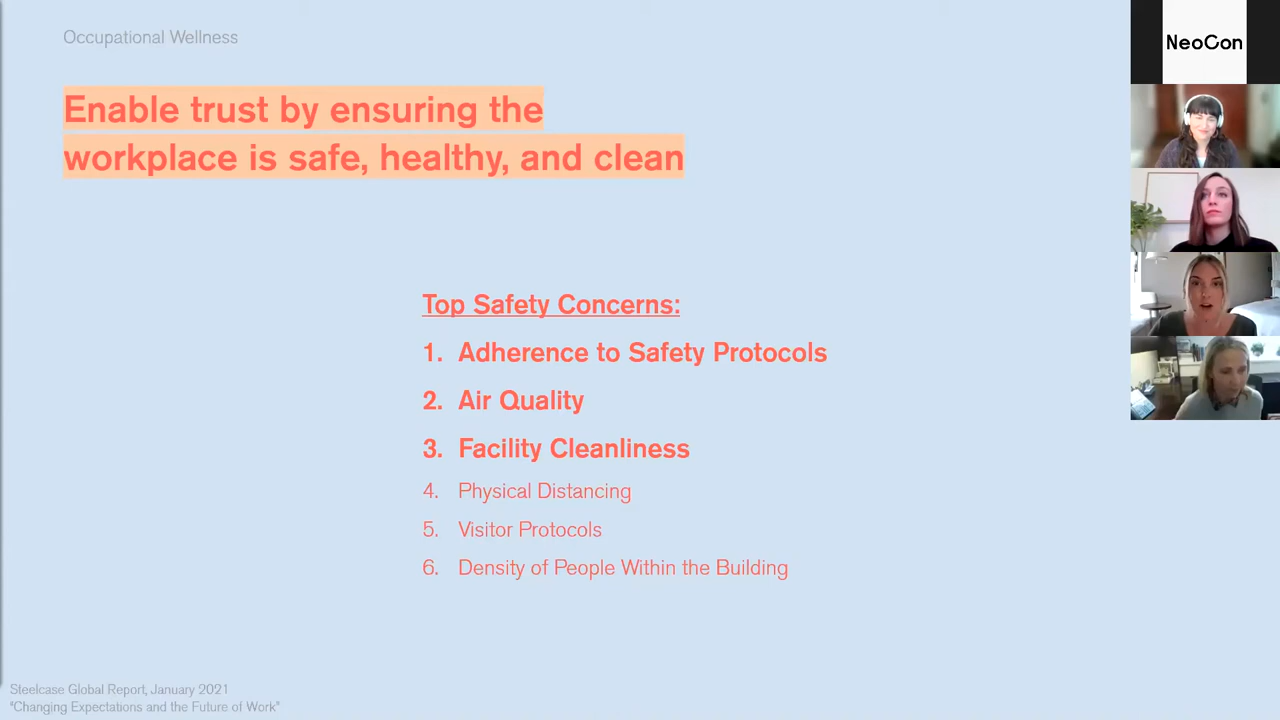 Occupational Wellness
Enable trust by ensuring the
workplace is safe, healthy, and clean
Top Safety Concerns:
1. Adherence to Safety Protocols
2. Air Quality
3. Facility Cleanliness
4. Physical Distancing
5. Visitor Protocols
6. Density of People Within the Building
Steelcase Global Report, January 2021
"Changing Expectations and the Future of Work"
NeoCon